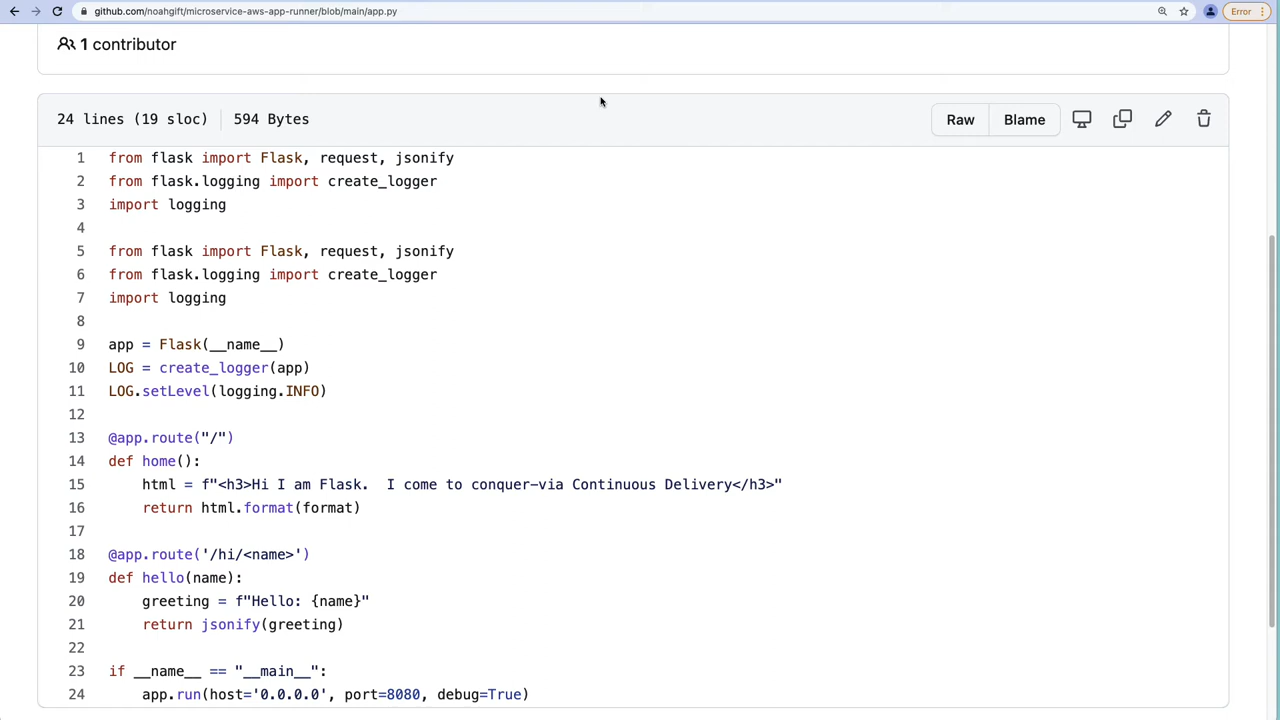 github.com/noahgift/microservice-aws-app-runner/blob/main/app.py
Error
1 contributor
24 lines (19 sloc) 594 Bytes
Raw Blame
1 from flask import Flask, request, jsonify
2 from flask.logging import create_logger
3 import logging
4
5 from flask import Flask, request, jsonify
6 from flask.logging import create_logger
7 import logging
8
9 app = Flask(__name__)
10 LOG = create_logger(app)
11 LOG.setLevel(logging.INFO)
12
13 @app.route("/")
14 def home():
15     html = f"<h3>Hi I am Flask.  I come to conquer-via Continuous Delivery</h3>"
16     return html.format(format)
17
18 @app.route('/hi/<name>')
19 def hello(name):
20     greeting = f"Hello: {name}"
21     return jsonify(greeting)
22
23 if __name__ == "__main__":
24     app.run(host='0.0.0.0', port=8080, debug=True)